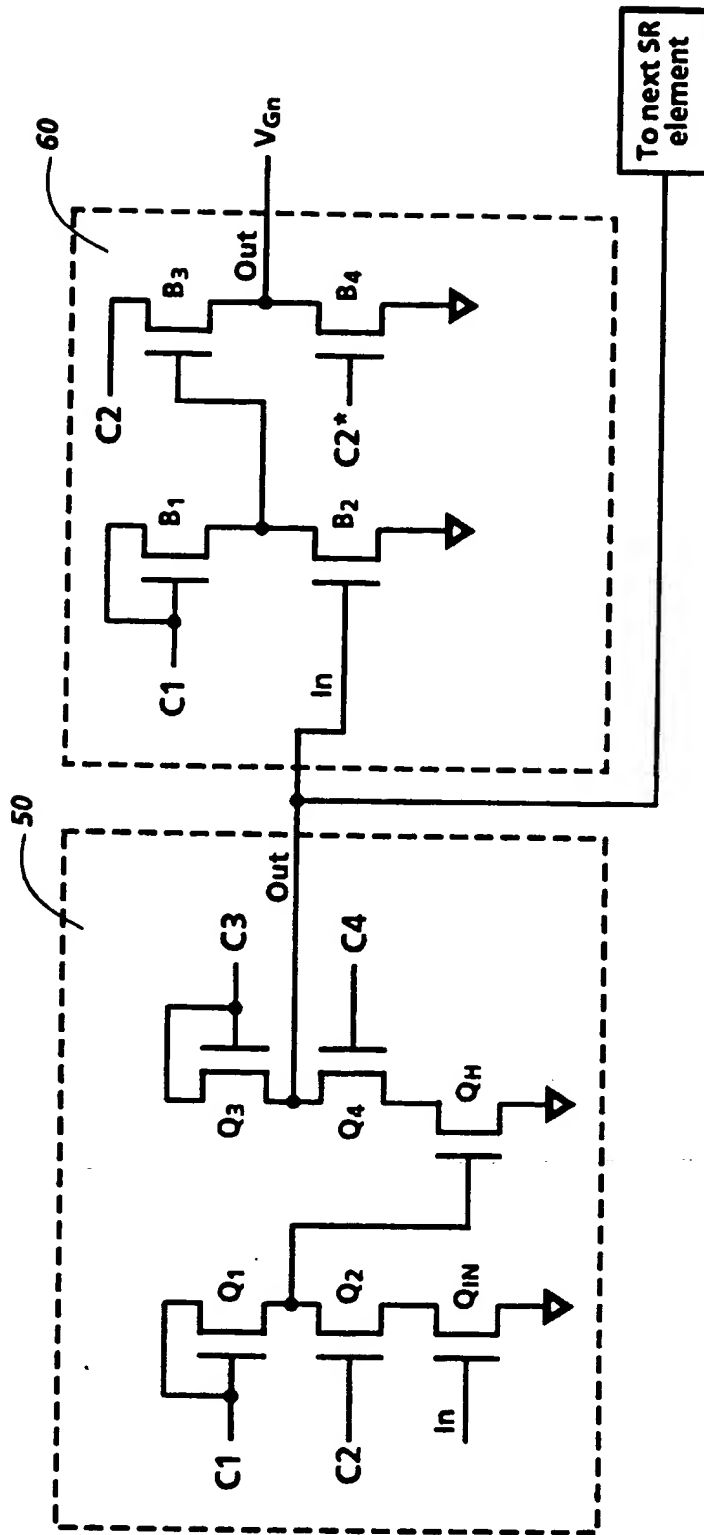 50
C1
Q1
C2
Q2
In
QIN
C3
Q3
C4
Q4
QH
Out
60
C1
B1
In
B2
C2
B3
Out
VGn
C2*
B4
To next SR
element